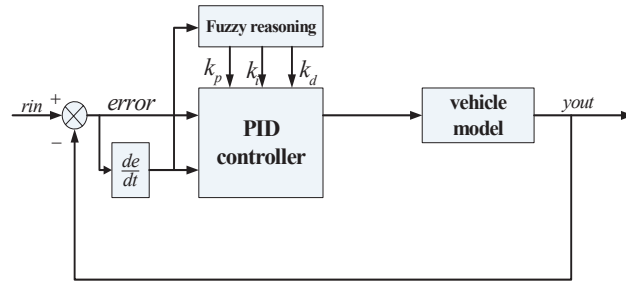 Fuzzy reasoning
k_p k_i k_d
rin + error
−
PID
controller
vehicle
model
yout
de
dt